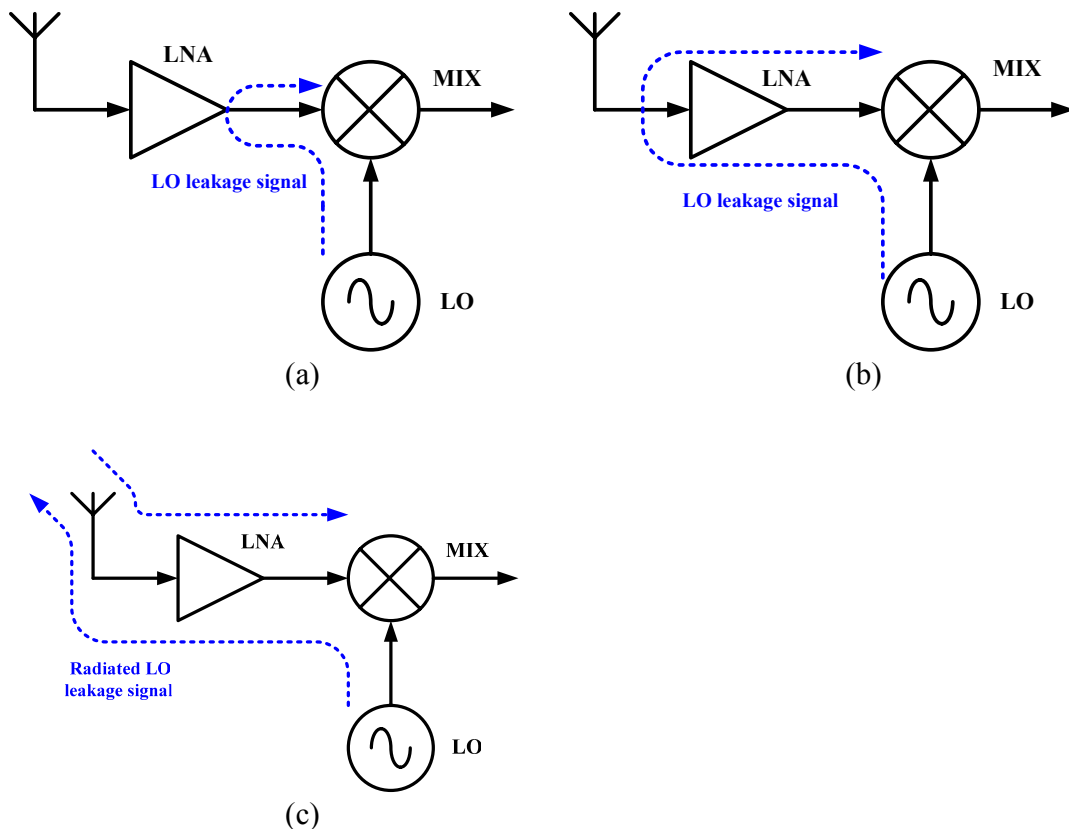 LNA
MIX
LO leakage signal
LO
(a)
LNA
MIX
LO leakage signal
LO
(b)
LNA
MIX
Radiated LO
leakage signal
LO
(c)